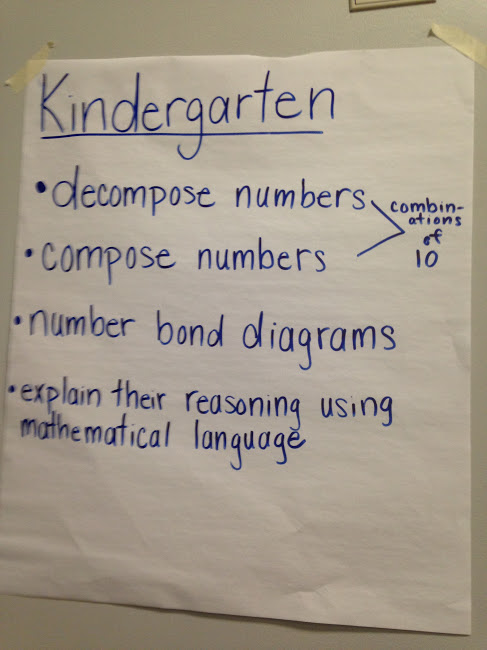 Kindergarten
• decompose numbers
• compose numbers
combin-
ations
of
10
• number bond diagrams
• explain their reasoning using
mathematical language